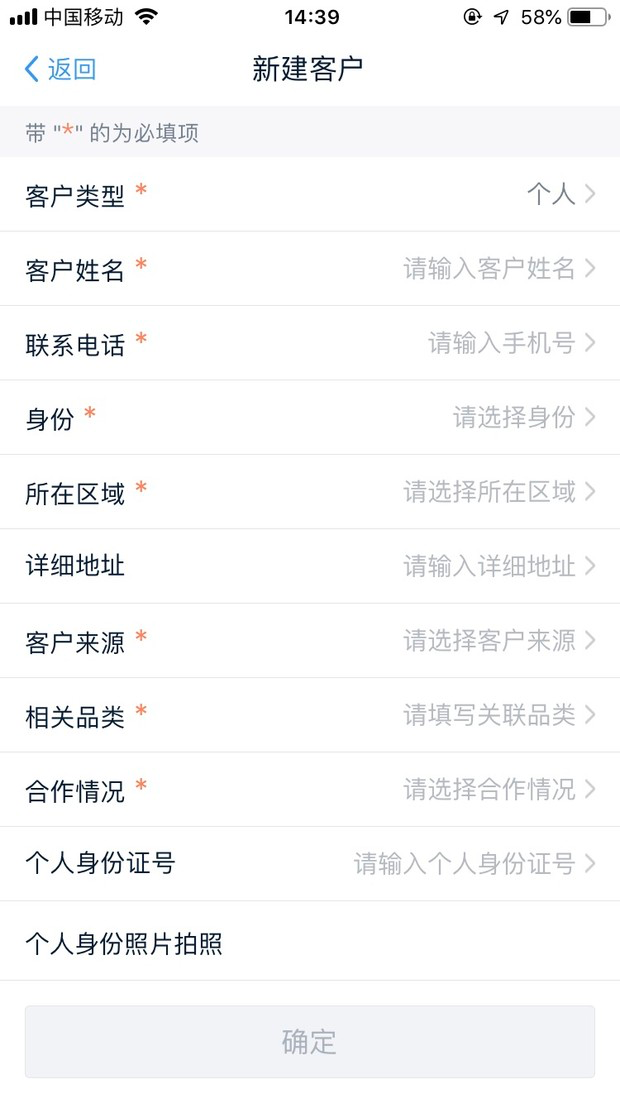 中国移动 14:39 58%
返回 新建客户
带 "*" 的为必填项
客户类型 * 个人
客户姓名 * 请输入客户姓名
联系电话 * 请输入手机号
身份 * 请选择身份
所在区域 * 请选择所在区域
详细地址 请输入详细地址
客户来源 * 请选择客户来源
相关品类 * 请填写关联品类
合作情况 * 请选择合作情况
个人身份证号 请输入个人身份证号
个人身份照片拍照
确定